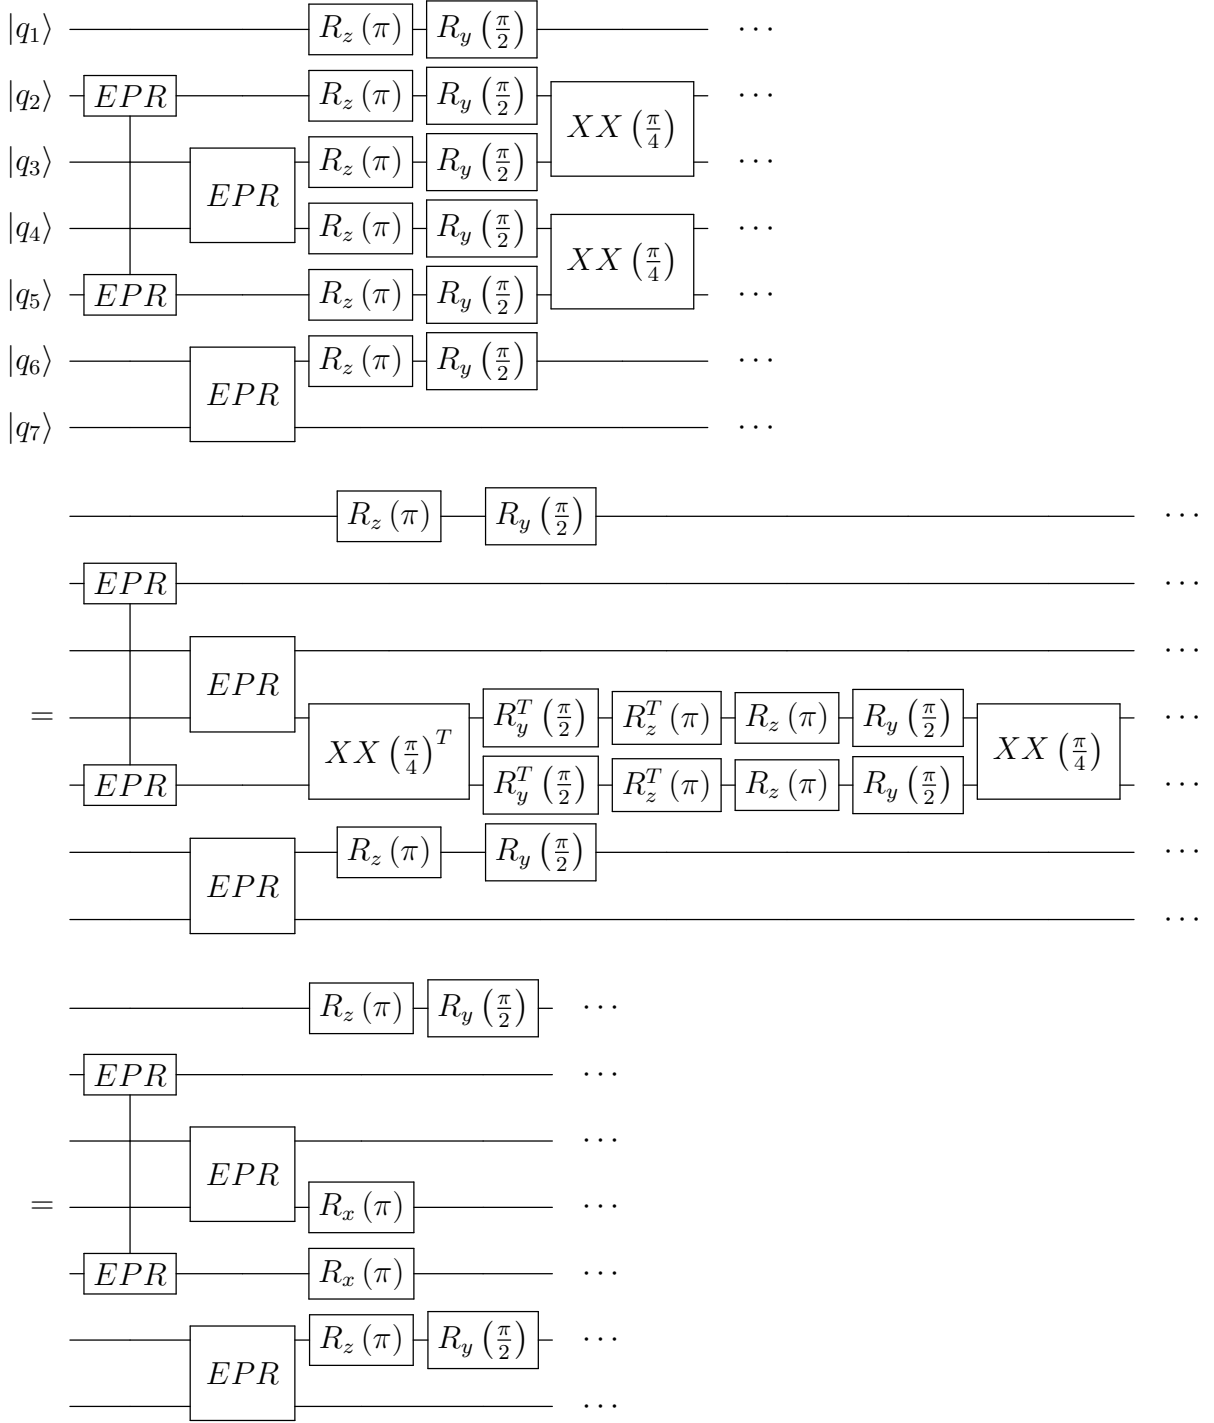 |q₁⟩ R_z (π) R_y (π/2) ···
|q₂⟩ EPR R_z (π) R_y (π/2) XX (π/4) ···
|q₃⟩ EPR R_z (π) R_y (π/2) ···
|q₄⟩ R_z (π) R_y (π/2) XX (π/4) ···
|q₅⟩ EPR R_z (π) R_y (π/2) ···
|q₆⟩ EPR R_z (π) R_y (π/2) ···
|q₇⟩ ···
R_z (π) R_y (π/2) ···
EPR ···
EPR ···
= XX (π/4)^T R_y^T (π/2) R_z^T (π) R_z (π) R_y (π/2) XX (π/4) ···
EPR R_y^T (π/2) R_z^T (π) R_z (π) R_y (π/2) ···
EPR R_z (π) R_y (π/2) ···
···
R_z (π) R_y (π/2) ···
EPR ···
EPR ···
= R_x (π) ···
EPR R_x (π) ···
EPR R_z (π) R_y (π/2) ···
···